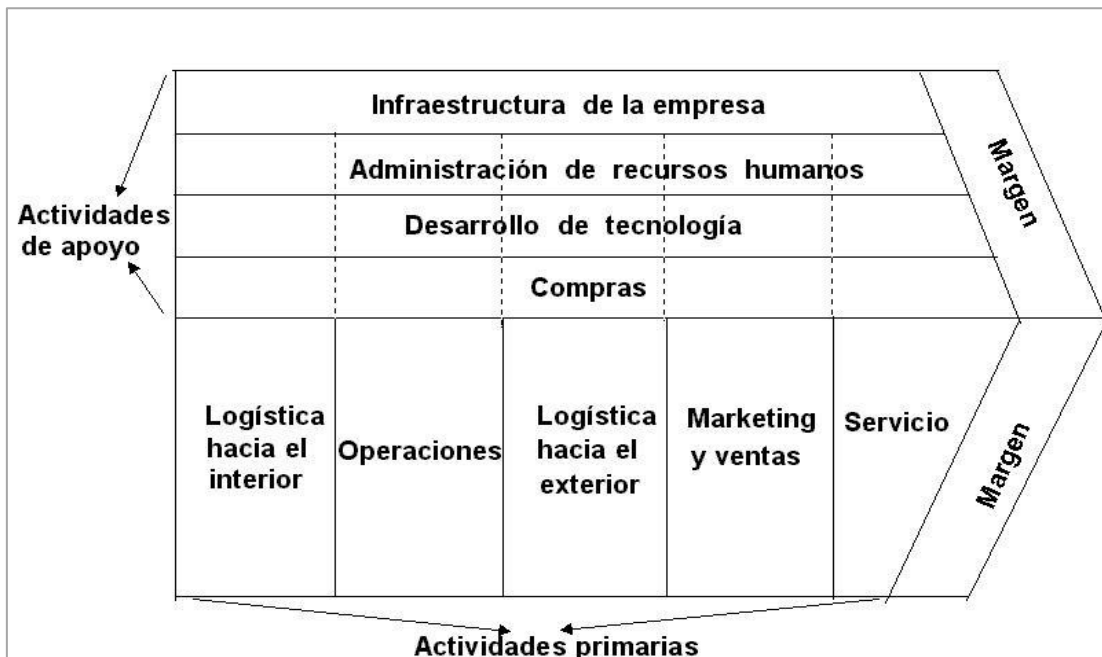 Infraestructura de la empresa
Administración de recursos humanos
Desarrollo de tecnología
Compras
Margen
Actividades
de apoyo
Logística
hacia el
interior
Operaciones
Logística
hacia el
exterior
Marketing
y ventas
Servicio
Margen
Actividades primarias